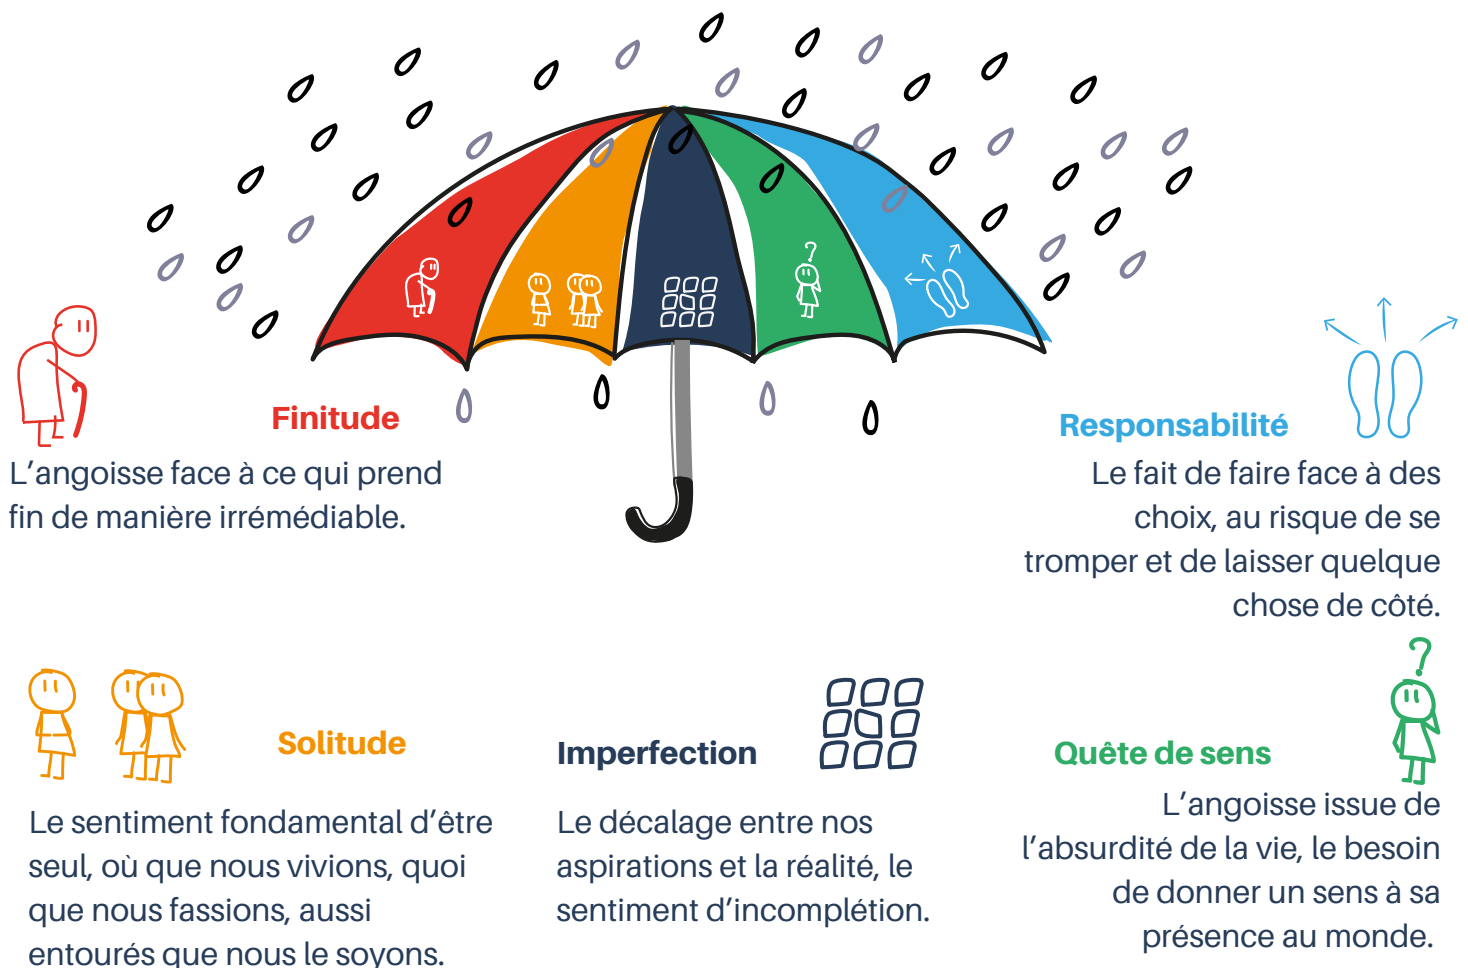 Finitude
L’angoisse face à ce qui prend
fin de manière irrémédiable.
Responsabilité
Le fait de faire face à des
choix, au risque de se
tromper et de laisser quelque
chose de côté.
Solitude
Le sentiment fondamental d’être
seul, où que nous vivions, quoi
que nous fassions, aussi
entourés que nous le soyons.
Imperfection
Le décalage entre nos
aspirations et la réalité, le
sentiment d’incomplétion.
?
Quête de sens
L’angoisse issue de
l’absurdité de la vie, le besoin
de donner un sens à sa
présence au monde.